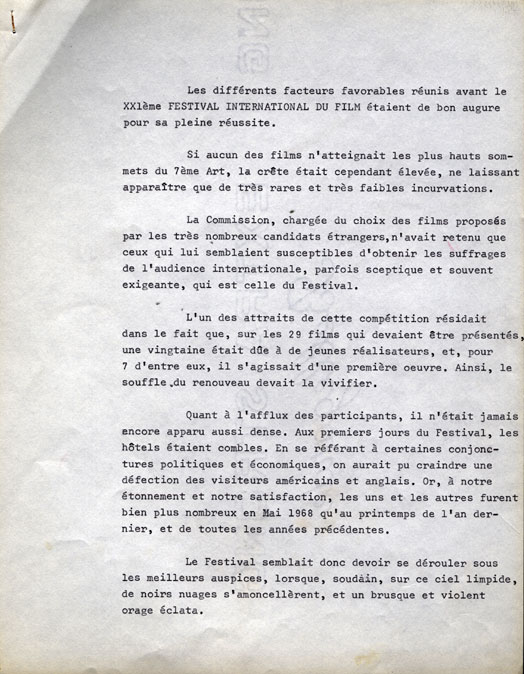 Les différents facteurs favorables réunis avant le
XXIème FESTIVAL INTERNATIONAL DU FILM étaient de bon augure
pour sa pleine réussite.
Si aucun des films n'atteignait les plus hauts som-
mets du 7ème Art, la crête était cependant élevée, ne laissant
apparaître que de très rares et très faibles incurvations.
La Commission, chargée du choix des films proposés
par les très nombreux candidats étrangers,n'avait retenu que
ceux qui lui semblaient susceptibles d'obtenir les suffrages
de l'audience internationale, parfois sceptique et souvent
exigeante, qui est celle du Festival.
L'un des attraits de cette compétition résidait
dans le fait que, sur les 29 films qui devaient être présentés,
une vingtaine était dûe à de jeunes réalisateurs, et, pour
7 d'entre eux, il s'agissait d'une première oeuvre. Ainsi, le
souffle du renouveau devait la vivifier.
Quant à l'afflux des participants, il n'était jamais
encore apparu aussi dense. Aux premiers jours du Festival, les
hôtels étaient combles. En se référant à certaines conjonc-
tures politiques et économiques, on aurait pu craindre une
défection des visiteurs américains et anglais. Or, à notre
étonnement et notre satisfaction, les uns et les autres furent
bien plus nombreux en Mai 1968 qu'au printemps de l'an der-
nier, et de toutes les années précédentes.
Le Festival semblait donc devoir se dérouler sous
les meilleurs auspices, lorsque, soudain, sur ce ciel limpide,
de noirs nuages s'amoncellèrent, et un brusque et violent
orage éclata.